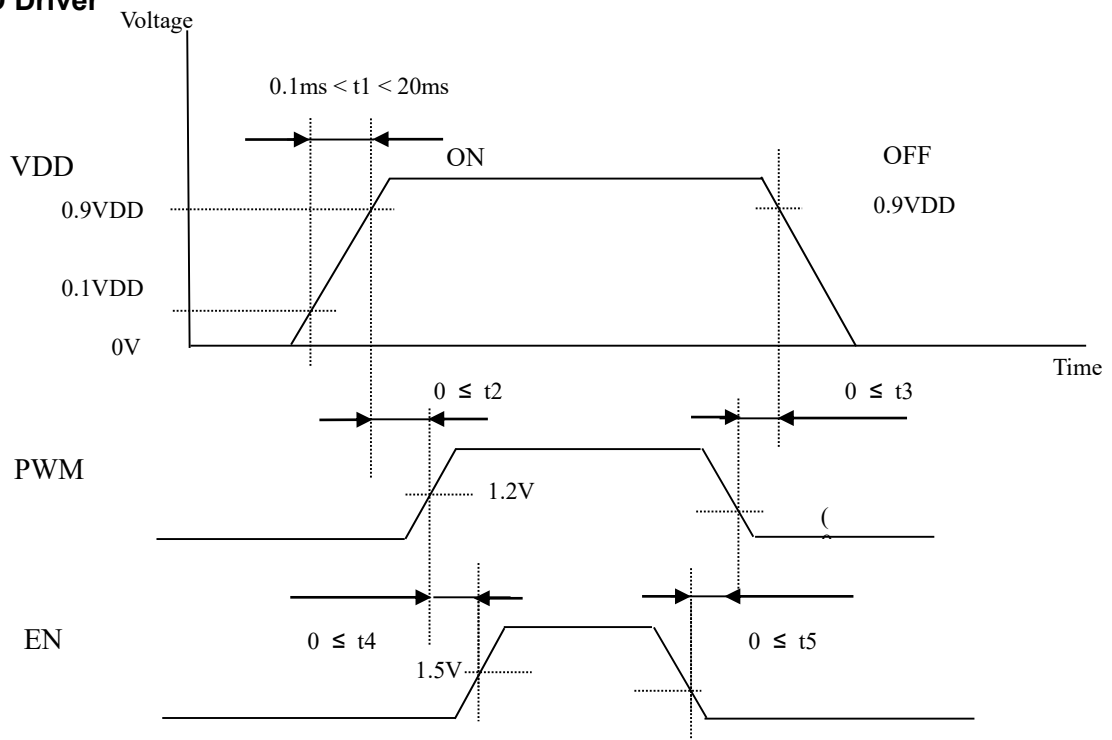 Driver
Voltage
0.1ms < t1 < 20ms
VDD
ON
OFF
0.9VDD
0.9VDD
0.1VDD
0V
Time
0 ≤ t2
0 ≤ t3
PWM
1.2V
(
EN
0 ≤ t4
0 ≤ t5
1.5V